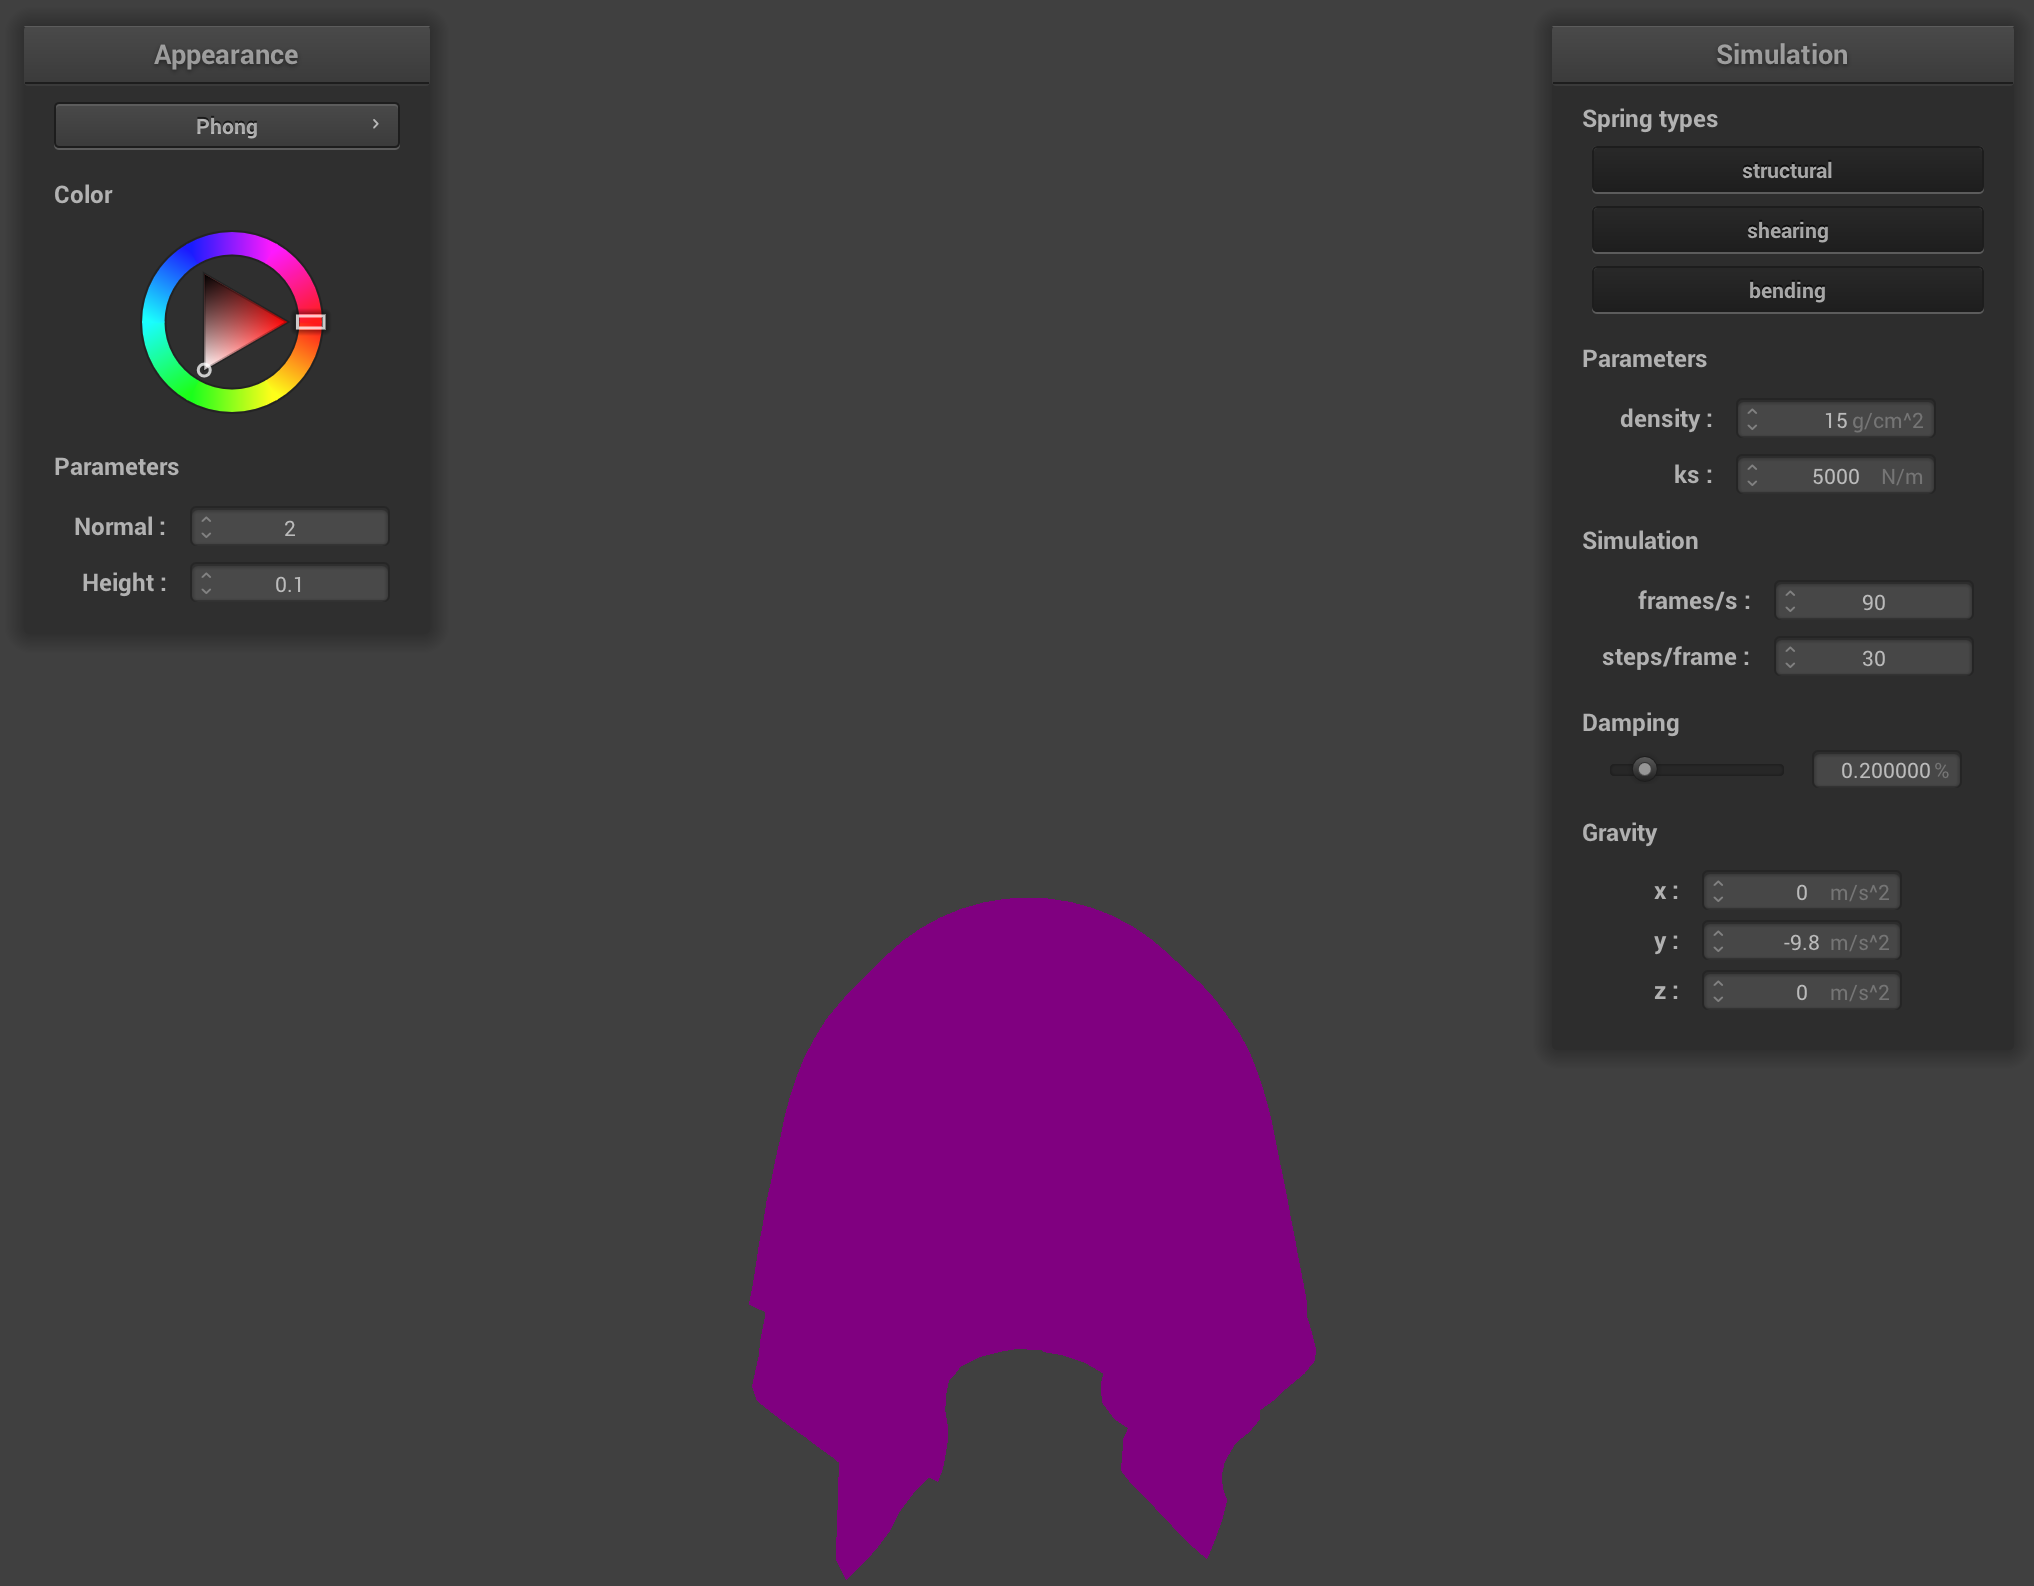 Appearance
Phong
Color
Parameters
Normal : 2
Height : 0.1
Simulation
Spring types
structural
shearing
bending
Parameters
density : 15 g/cm^2
ks : 5000 N/m
Simulation
frames/s : 90
steps/frame : 30
Damping
0.200000 %
Gravity
x : 0 m/s^2
y : -9.8 m/s^2
z : 0 m/s^2